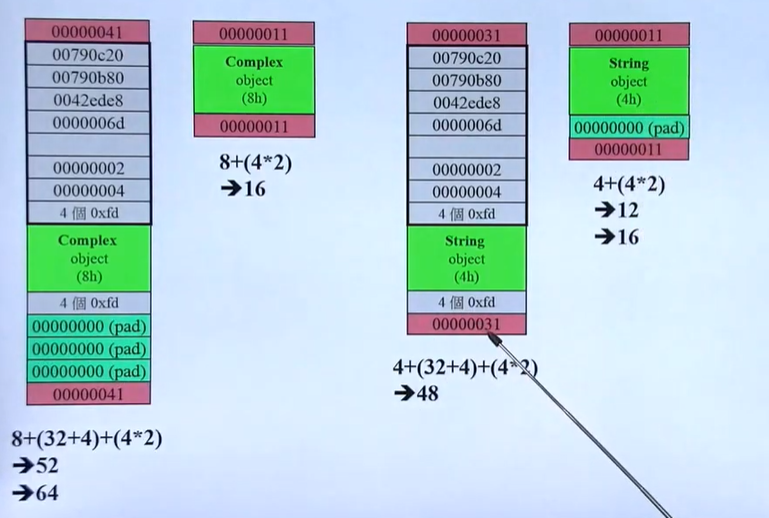 00000041
00790c20
00790b80
0042ede8
0000006d
00000002
00000004
4 個 0xfd
Complex
object
(8h)
4 個 0xfd
00000000 (pad)
00000000 (pad)
00000000 (pad)
00000041
8+(32+4)+(4*2)
➔52
➔64
00000011
Complex
object
(8h)
00000011
8+(4*2)
➔16
00000031
00790c20
00790b80
0042ede8
0000006d
00000002
00000004
4 個 0xfd
String
object
(4h)
4 個 0xfd
00000031
4+(32+4)+(4*2)
➔48
00000011
String
object
(4h)
00000000 (pad)
00000011
4+(4*2)
➔12
➔16